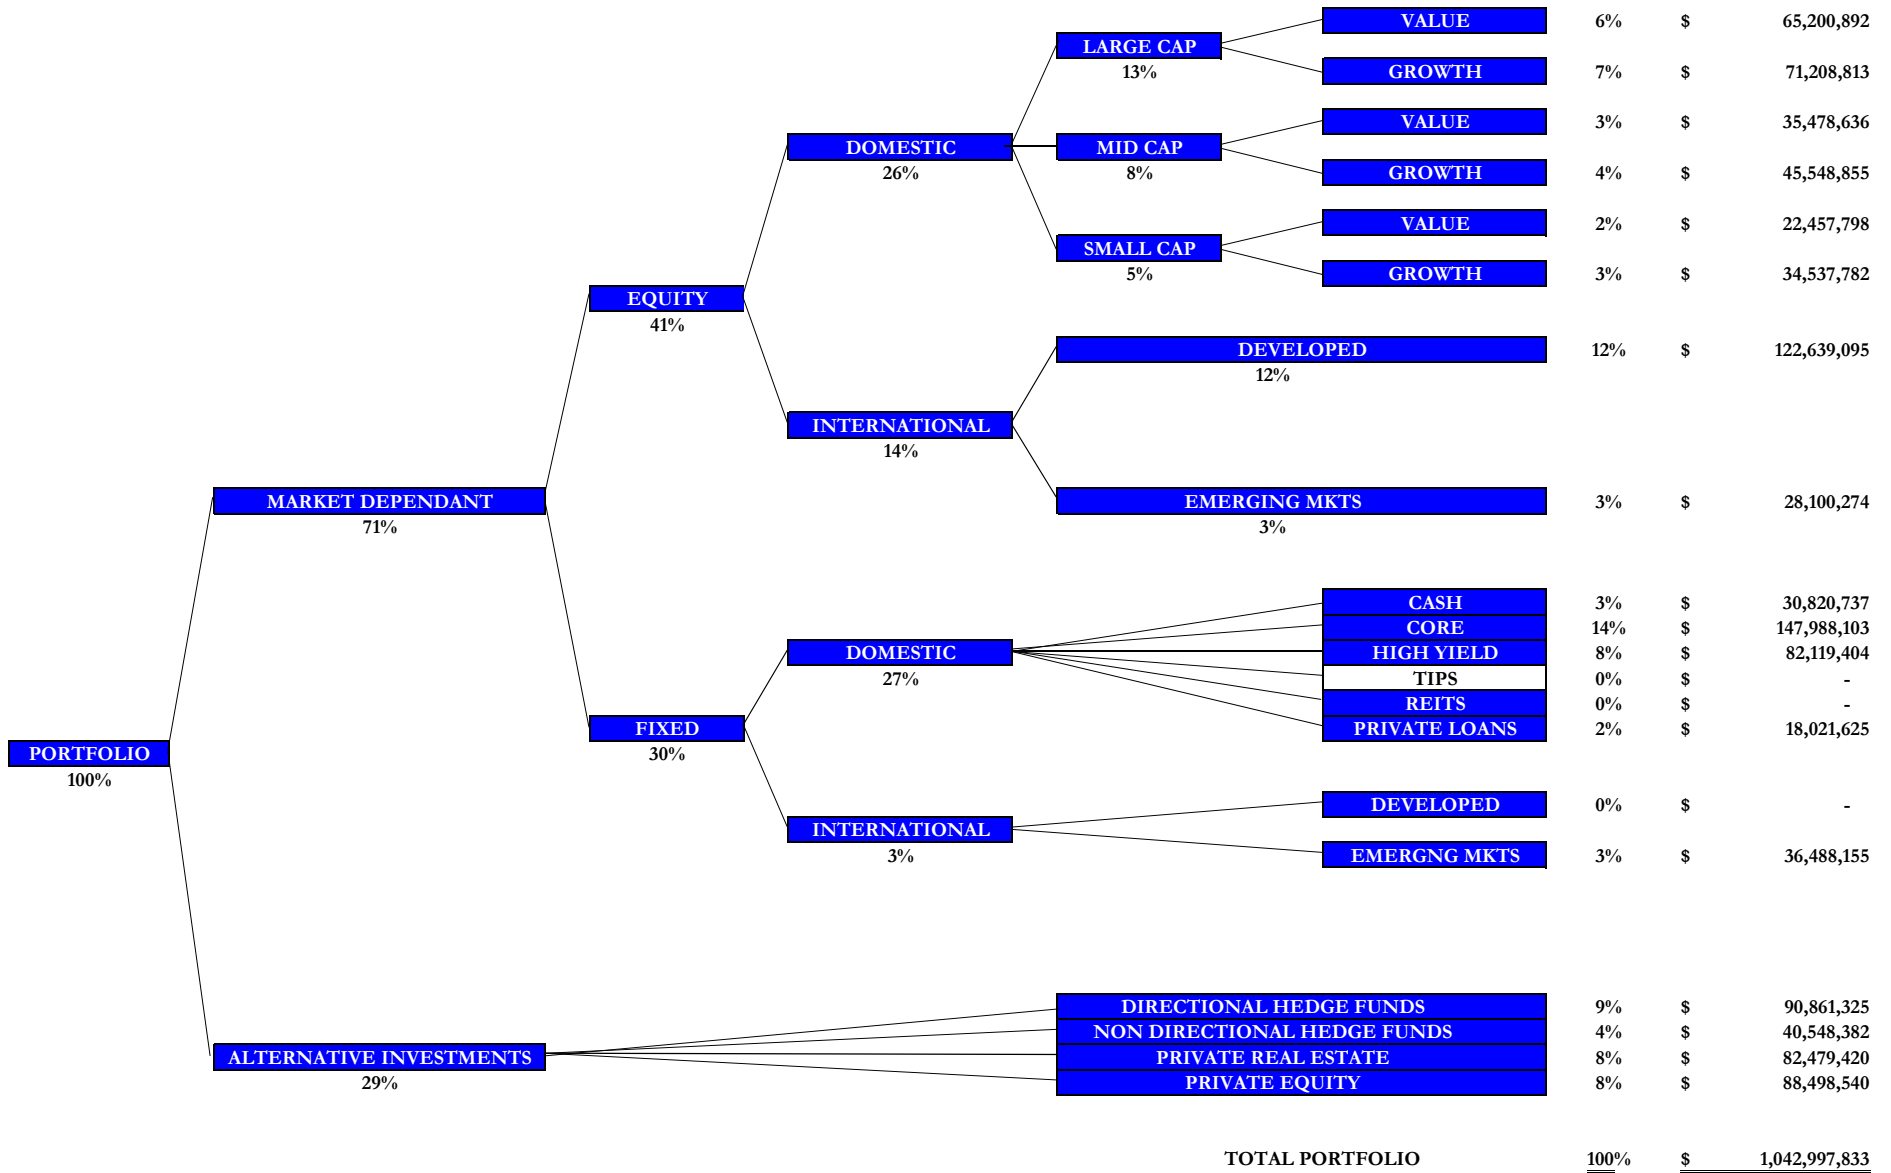 VALUE 6% $ 65,200,892
LARGE CAP
13%
GROWTH 7% $ 71,208,813
VALUE 3% $ 35,478,636
DOMESTIC MID CAP
26% 8% GROWTH 4% $ 45,548,855
VALUE 2% $ 22,457,798
SMALL CAP
5% GROWTH 3% $ 34,537,782
EQUITY
41%
DEVELOPED 12% $ 122,639,095
12%
INTERNATIONAL
14%
MARKET DEPENDANT EMERGING MKTS 3% $ 28,100,274
71% 3%
CASH 3% $ 30,820,737
CORE 14% $ 147,988,103
DOMESTIC HIGH YIELD 8% $ 82,119,404
27% TIPS 0% $ -
REITS 0% $ -
FIXED PRIVATE LOANS 2% $ 18,021,625
PORTFOLIO 30%
100%
DEVELOPED 0% $ -
INTERNATIONAL
3% EMERGNG MKTS 3% $ 36,488,155
DIRECTIONAL HEDGE FUNDS 9% $ 90,861,325
NON DIRECTIONAL HEDGE FUNDS 4% $ 40,548,382
ALTERNATIVE INVESTMENTS PRIVATE REAL ESTATE 8% $ 82,479,420
29% PRIVATE EQUITY 8% $ 88,498,540
TOTAL PORTFOLIO 100% $ 1,042,997,833